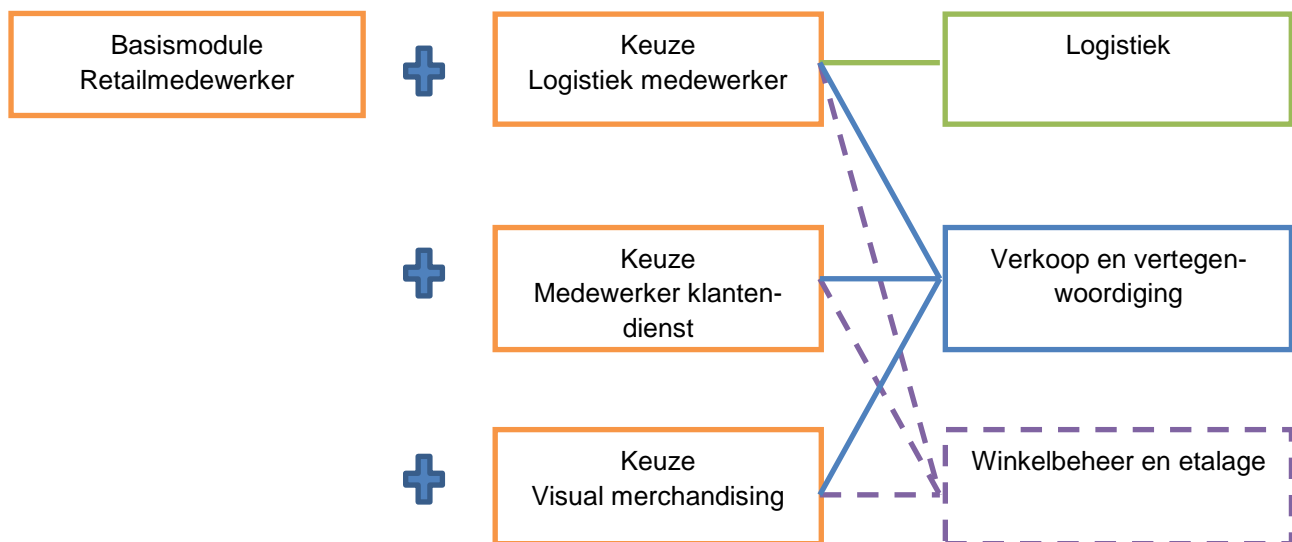 Basismodule
Retailmedewerker
Keuze
Logistiek medewerker
Logistiek
Keuze
Medewerker klanten-
dienst
Verkoop en vertegen-
woordiging
Keuze
Visual merchandising
Winkelbeheer en etalage